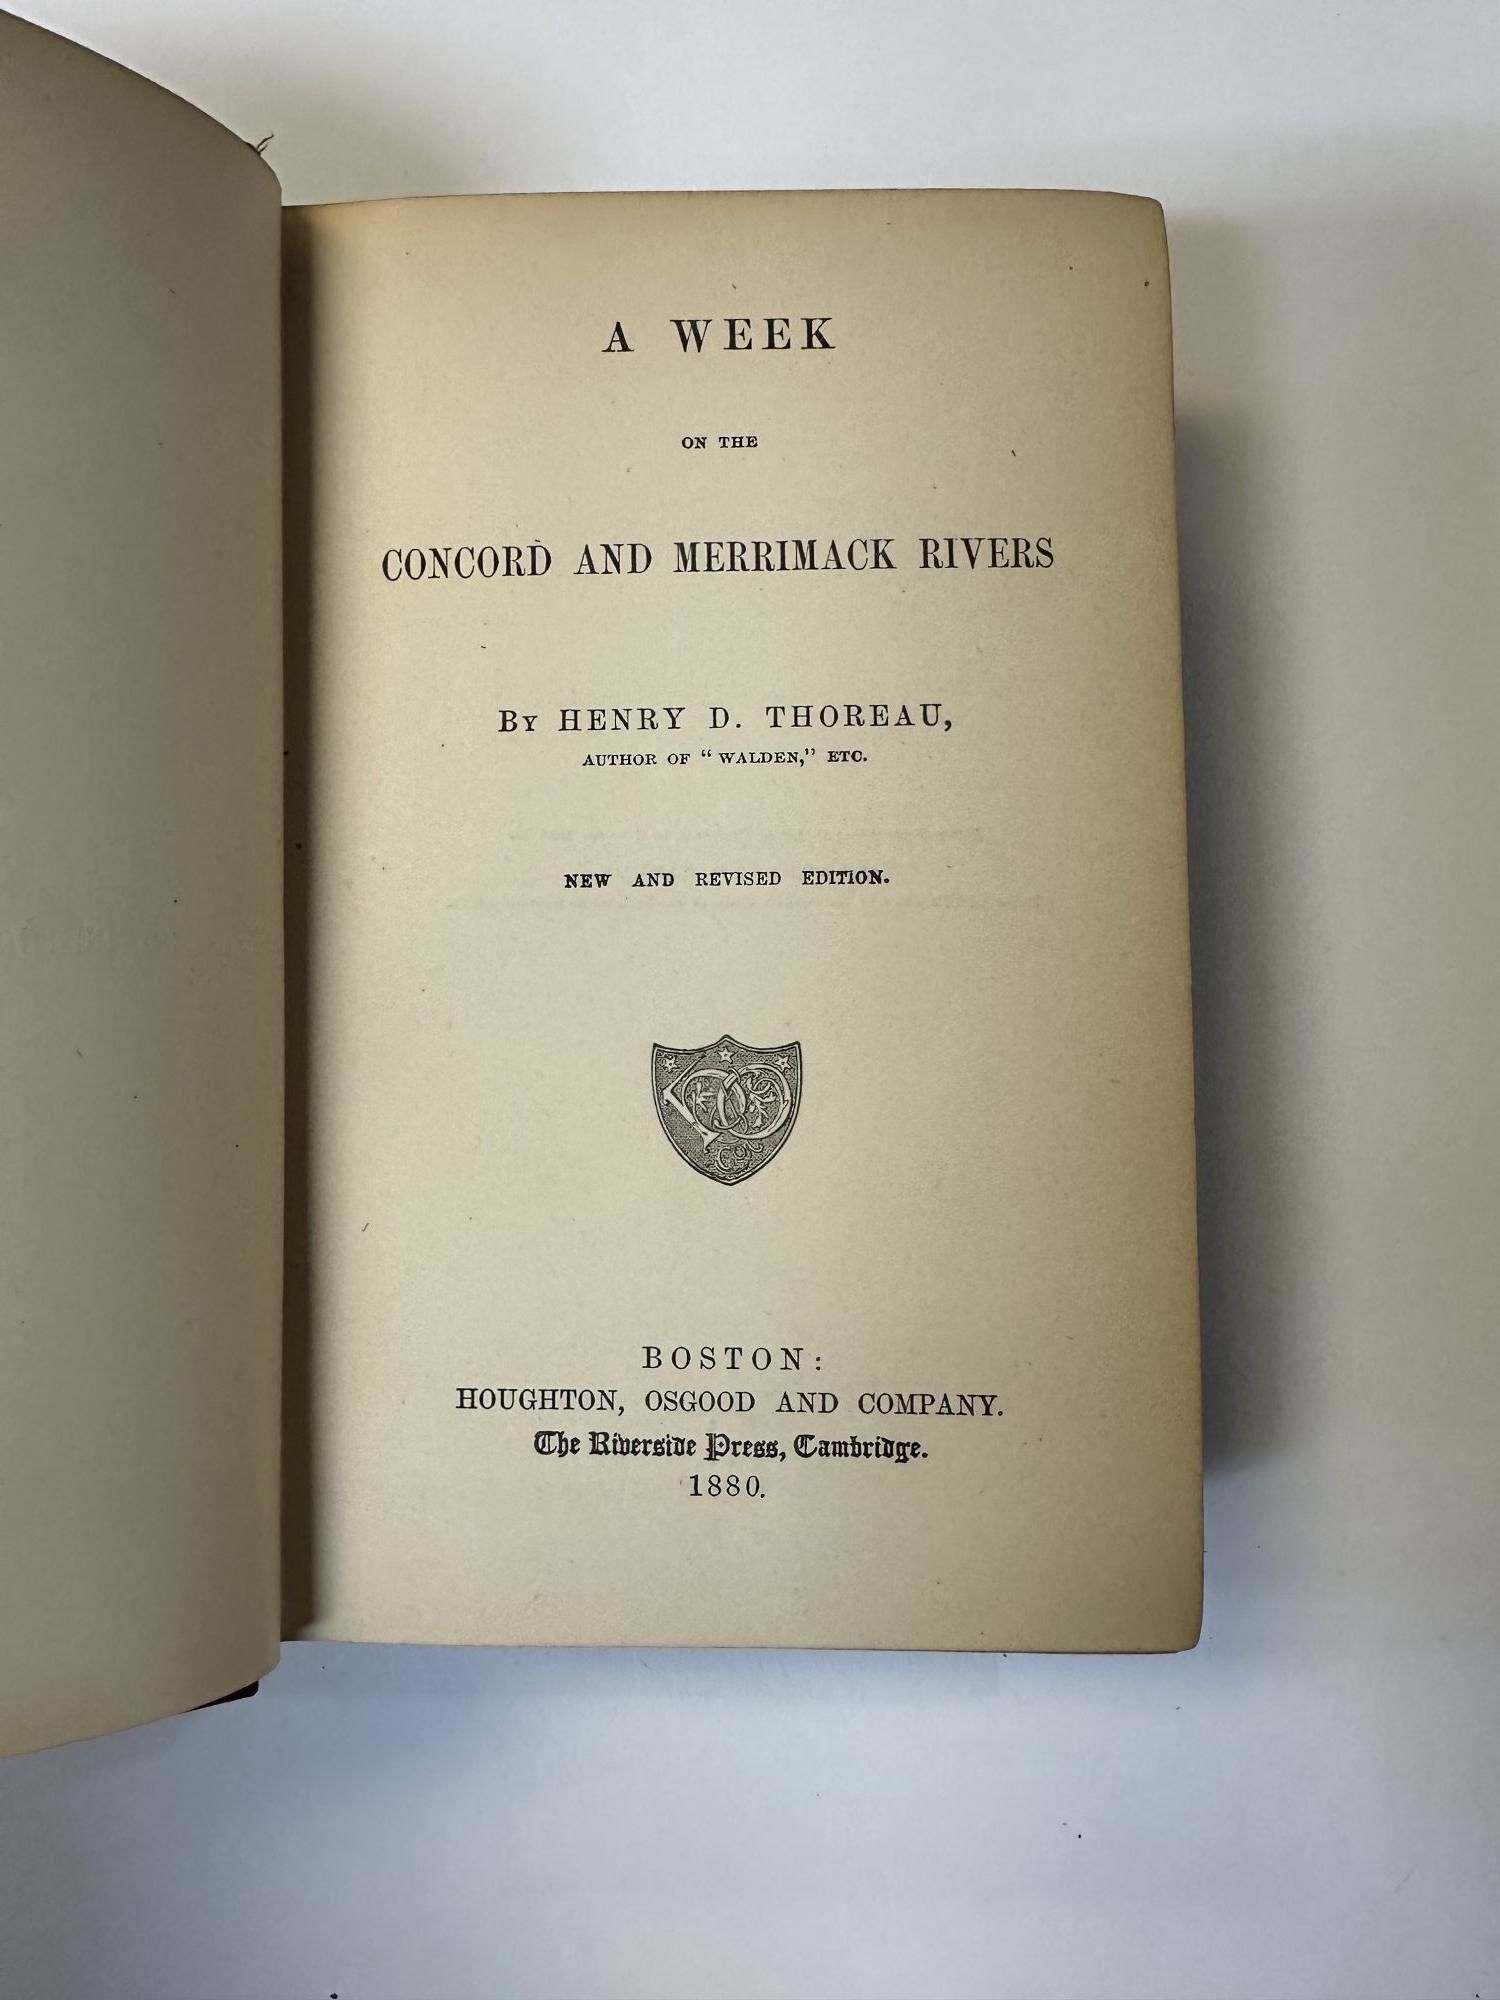 A WEEK
ON THE
CONCORD AND MERRIMACK RIVERS
BY HENRY D. THOREAU,
AUTHOR OF “WALDEN,” ETC.
NEW AND REVISED EDITION.
BOSTON:
HOUGHTON, OSGOOD AND COMPANY.
The Riverside Press, Cambridge.
1880.